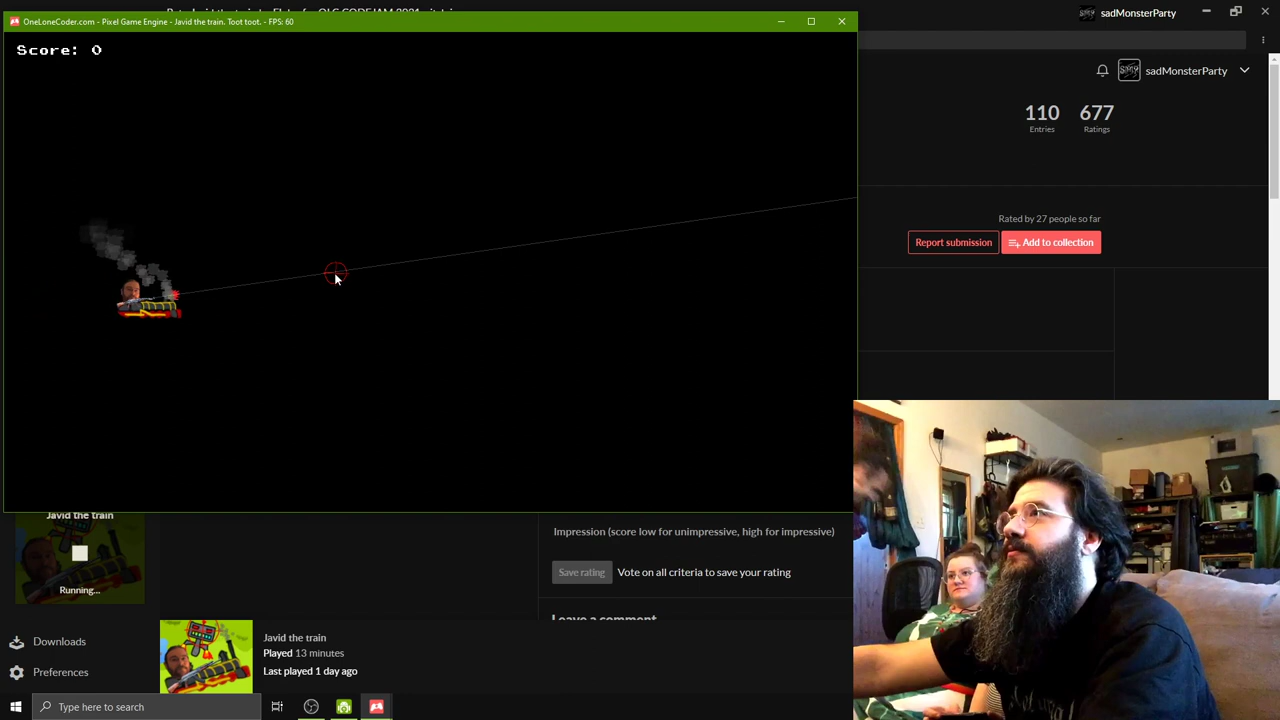 OneLoneCoder.com - Pixel Game Engine - Javid the train. Toot toot. - FPS: 60
sadMonsterParty
Score: 0
sadMonsterParty
110
677
Entries
Ratings
Rated by 27 people so far
Report submission
Add to collection
Javid the train
Running...
Impression (score low for unimpressive, high for impressive)
Save rating
Vote on all criteria to save your rating
Leave a comment
Downloads
Preferences
Javid the train
Played 13 minutes
Last played 1 day ago
Type here to search